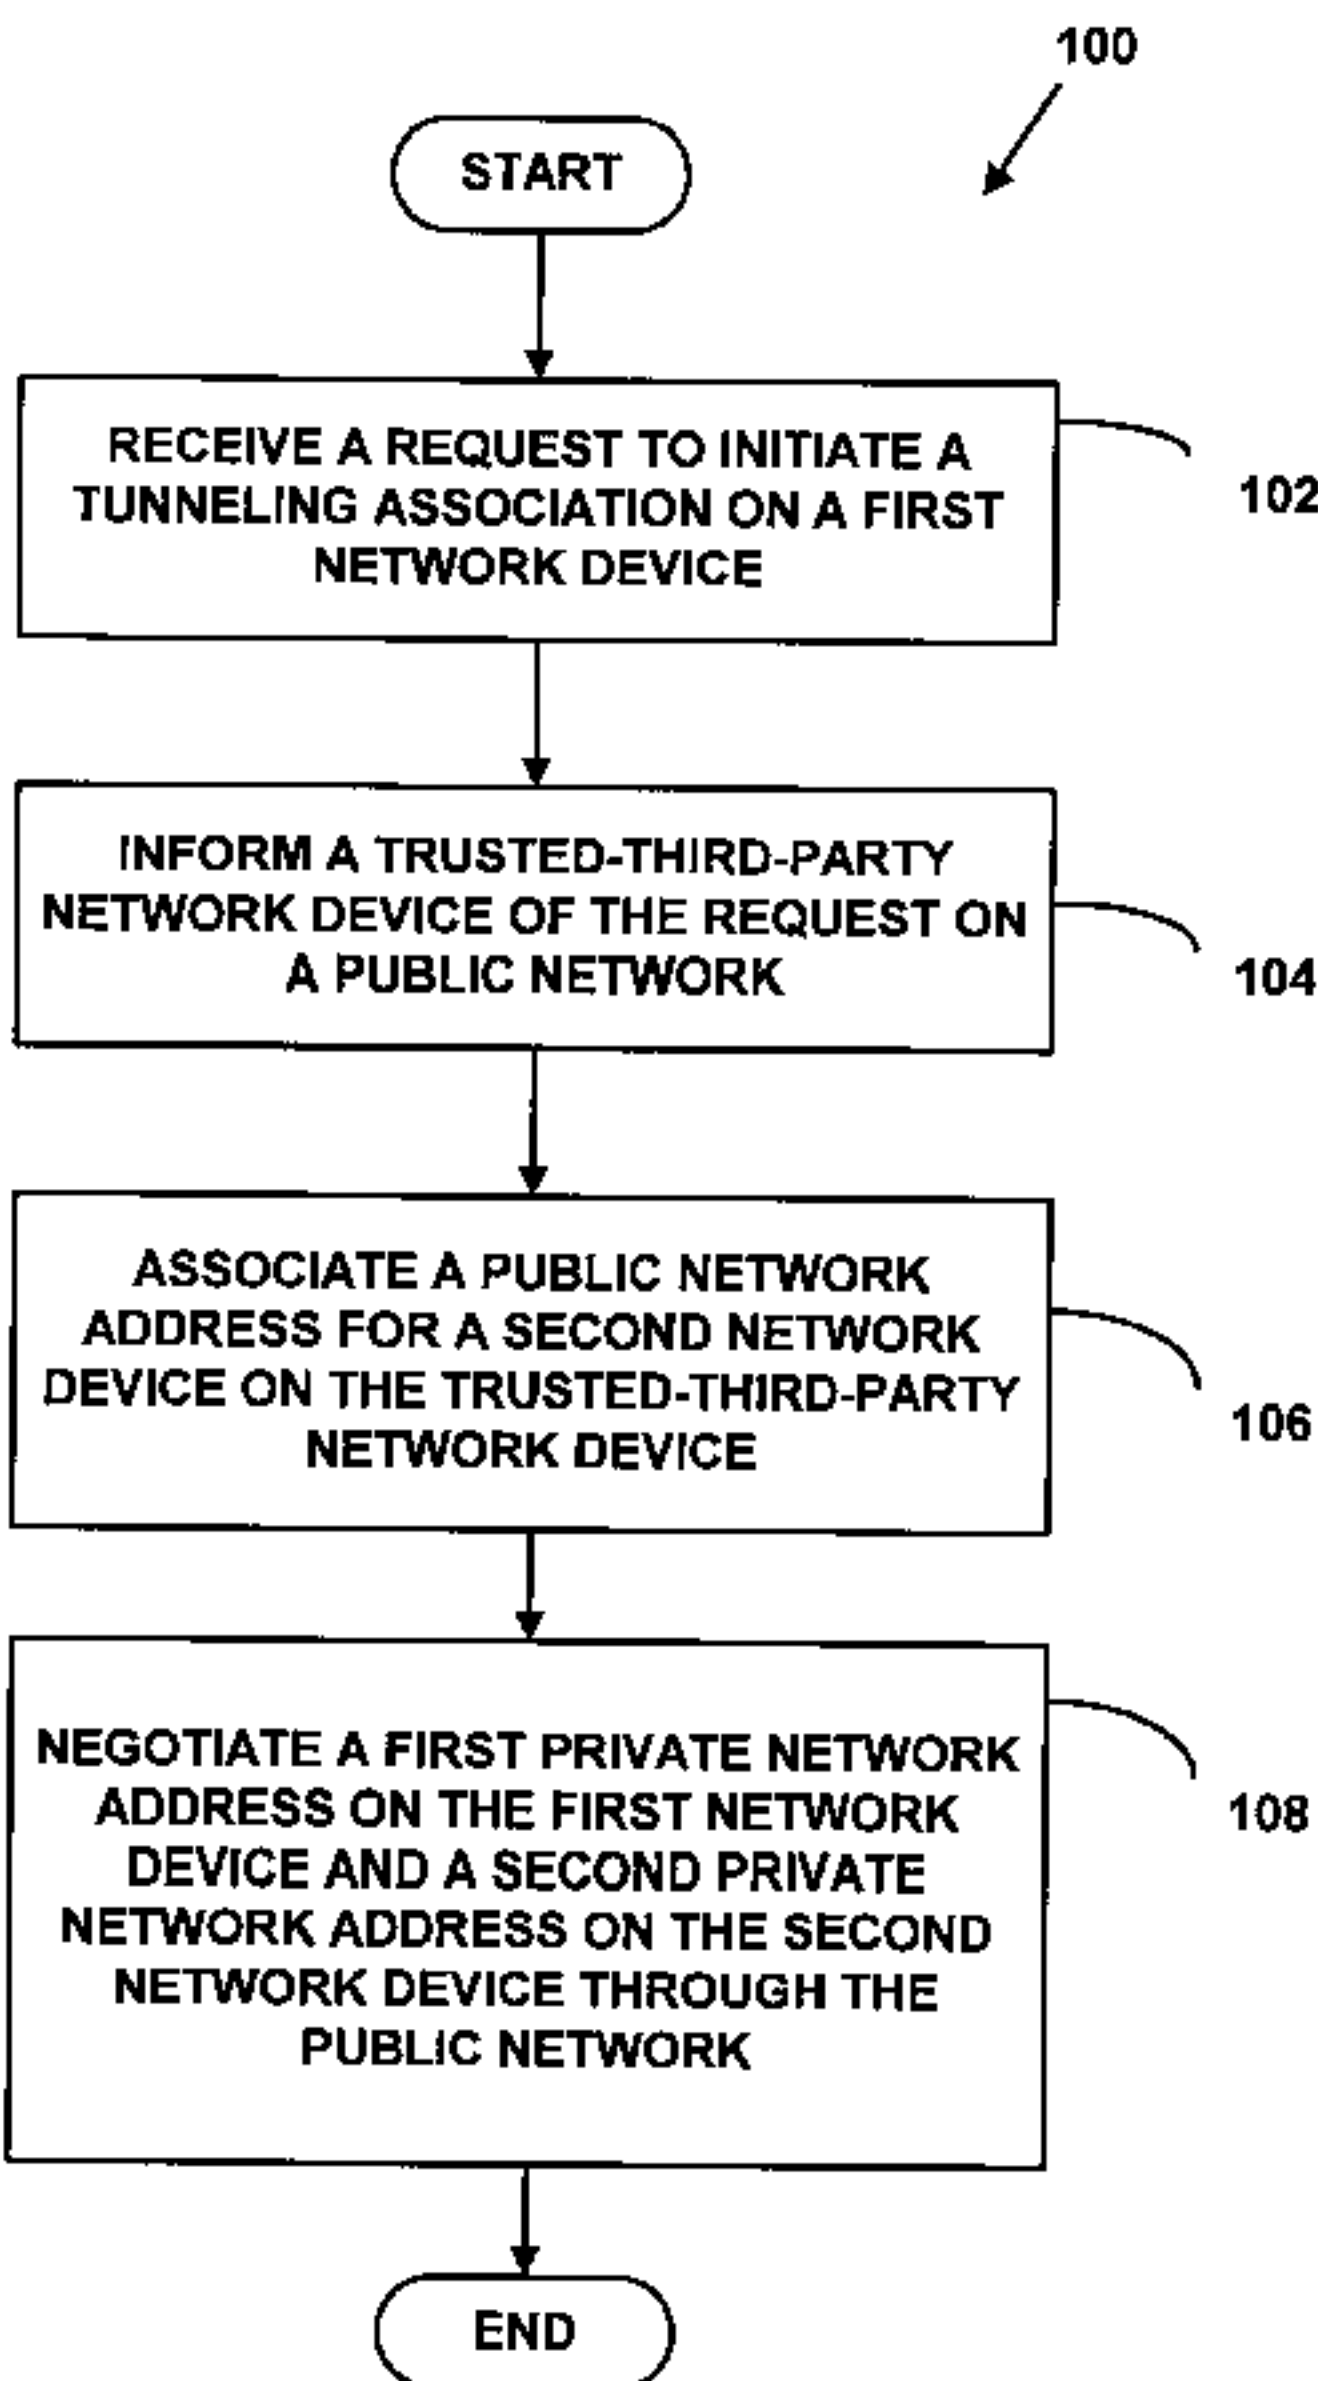 100
START
RECEIVE A REQUEST TO INITIATE A
TUNNELING ASSOCIATION ON A FIRST
NETWORK DEVICE
102
INFORM A TRUSTED-THIRD-PARTY
NETWORK DEVICE OF THE REQUEST ON
A PUBLIC NETWORK
104
ASSOCIATE A PUBLIC NETWORK
ADDRESS FOR A SECOND NETWORK
DEVICE ON THE TRUSTED-THIRD-PARTY
NETWORK DEVICE
106
NEGOTIATE A FIRST PRIVATE NETWORK
ADDRESS ON THE FIRST NETWORK
DEVICE AND A SECOND PRIVATE
NETWORK ADDRESS ON THE SECOND
NETWORK DEVICE THROUGH THE
PUBLIC NETWORK
108
END